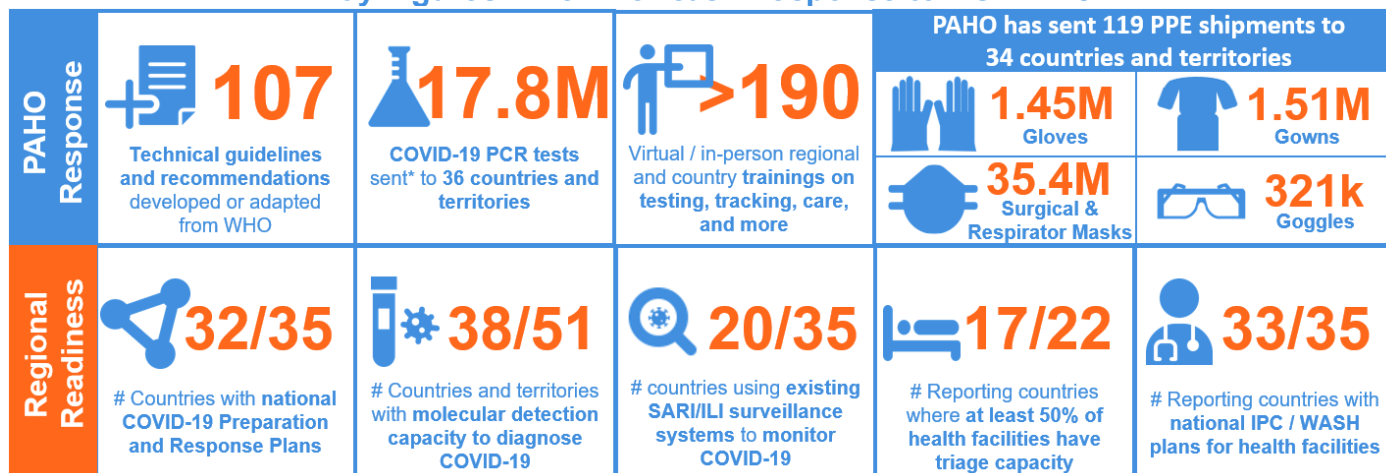 PAHO
Response
107
Technical guidelines
and recommendations
developed or adapted
from WHO
17.8M
COVID-19 PCR tests
sent* to 36 countries and
territories
>190
Virtual / in-person regional
and country trainings on
testing, tracking, care,
and more
PAHO has sent 119 PPE shipments to
34 countries and territories
1.45M
Gloves
1.51M
Gowns
35.4M
Surgical &
Respirator Masks
321k
Goggles
Regional
Readiness
32/35
# Countries with national
COVID-19 Preparation
and Response Plans
38/51
# Countries and territories
with molecular detection
capacity to diagnose
COVID-19
20/35
# countries using existing
SARI/ILI surveillance
systems to monitor
COVID-19
17/22
# Reporting countries
where at least 50% of
health facilities have
triage capacity
33/35
# Reporting countries with
national IPC / WASH
plans for health facilities